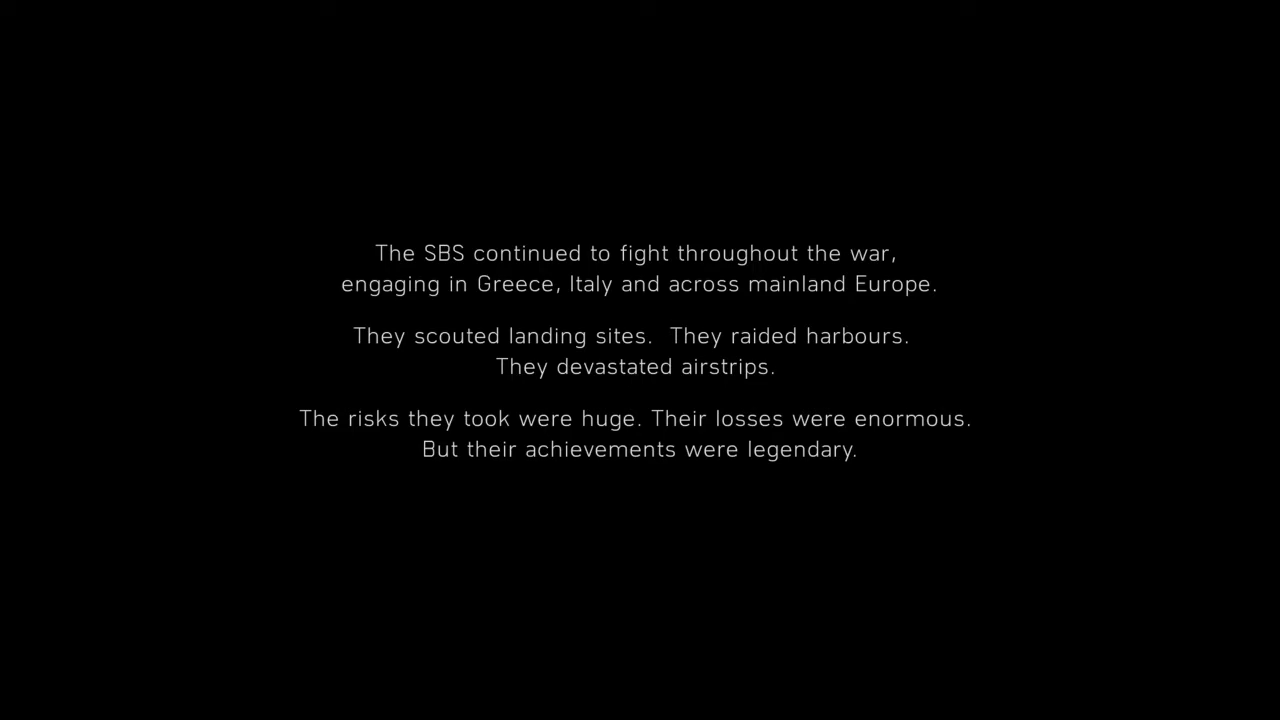 The SBS continued to fight throughout the war,
engaging in Greece, Italy and across mainland Europe.
They scouted landing sites.  They raided harbours.
They devastated airstrips.
The risks they took were huge. Their losses were enormous.
But their achievements were legendary.